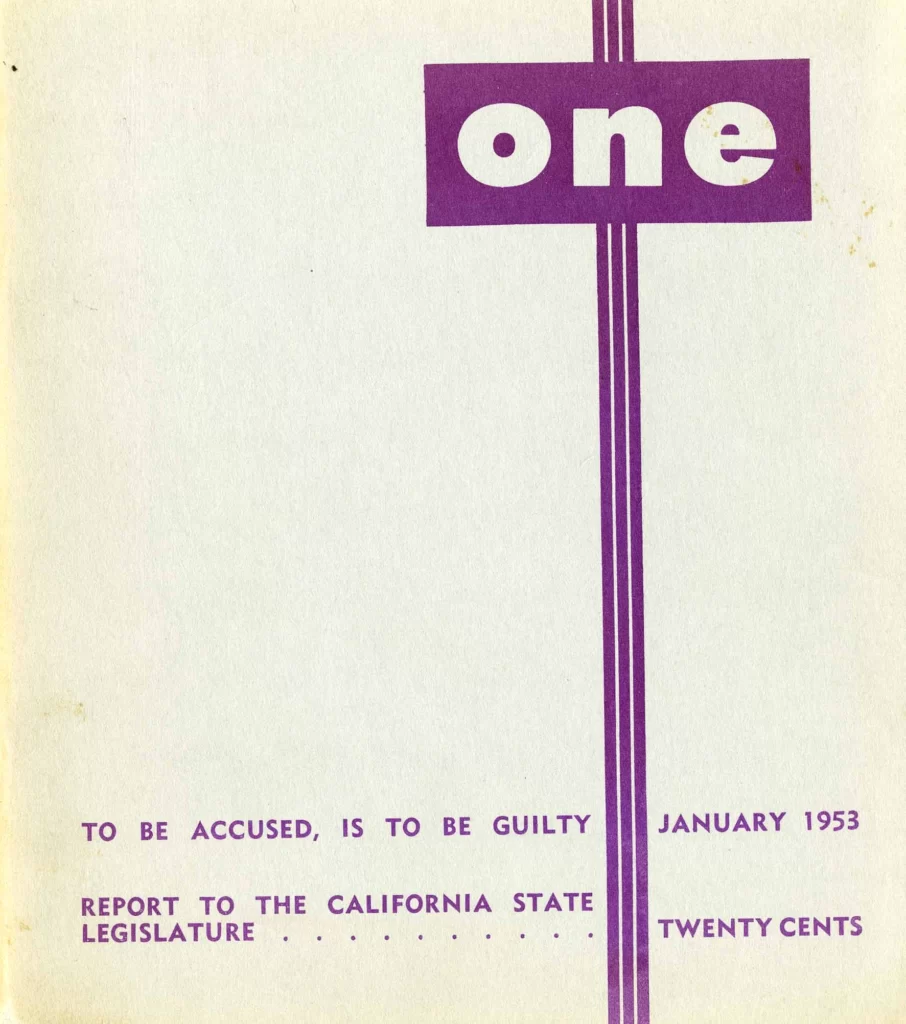 one
TO BE ACCUSED, IS TO BE GUILTY
JANUARY 1953
REPORT TO THE CALIFORNIA STATE
LEGISLATURE . . . . . . . . . .
TWENTY CENTS